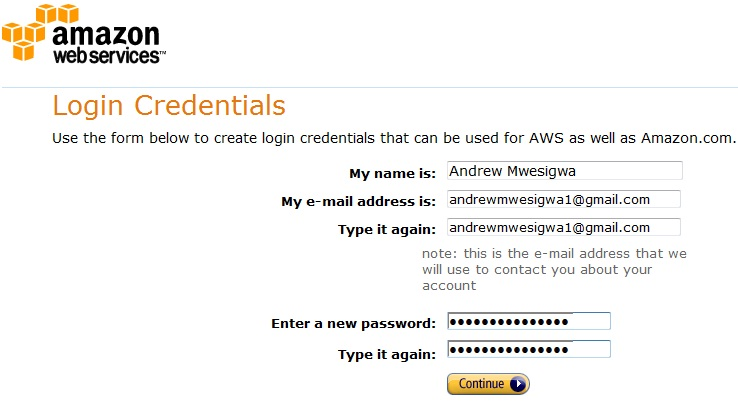 amazon
webservices™
Login Credentials
Use the form below to create login credentials that can be used for AWS as well as Amazon.com.
My name is: Andrew Mwesigwa
My e-mail address is: andrewmwesigwa1@gmail.com
Type it again: andrewmwesigwa1@gmail.com
note: this is the e-mail address that we
will use to contact you about your
account
Enter a new password: ●●●●●●●●●●●●●●●
Type it again: ●●●●●●●●●●●●●●●
Continue